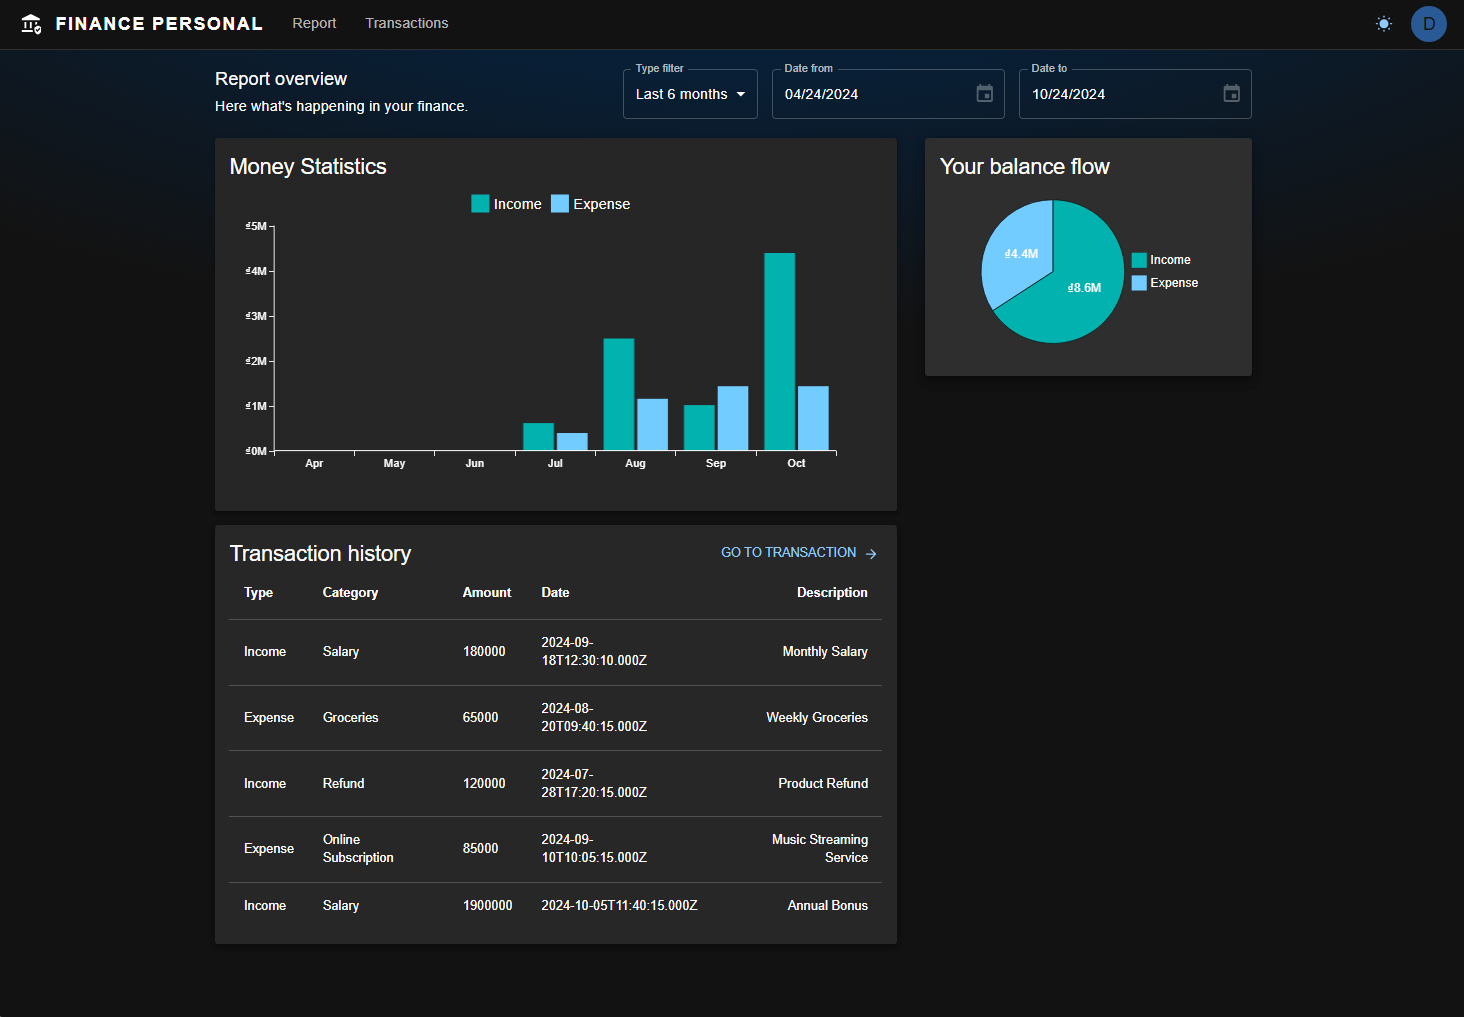 FINANCE PERSONAL Report Transactions D
Report overview
Here what's happening in your finance.
Type filter
Last 6 months
Date from
04/24/2024
Date to
10/24/2024
Money Statistics
Income Expense
₫5M
₫4M
₫3M
₫2M
₫1M
₫0M
Apr May Jun Jul Aug Sep Oct
Your balance flow
₫4.4M
₫8.6M
Income
Expense
Transaction history
GO TO TRANSACTION
Type Category Amount Date Description
Income Salary 180000 2024-09-
18T12:30:10.000Z Monthly Salary
Expense Groceries 65000 2024-08-
20T09:40:15.000Z Weekly Groceries
Income Refund 120000 2024-07-
28T17:20:15.000Z Product Refund
Expense Online
Subscription 85000 2024-09-
10T10:05:15.000Z Music Streaming
Service
Income Salary 1900000 2024-10-05T11:40:15.000Z Annual Bonus